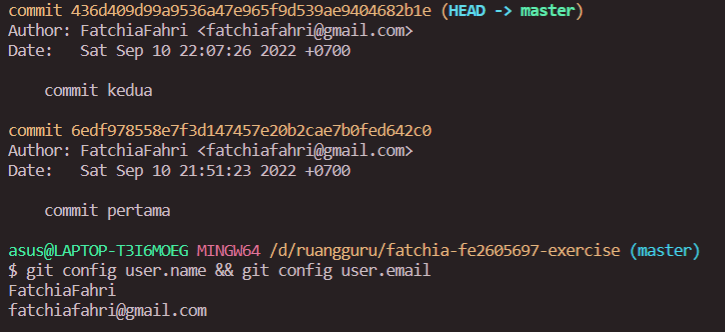 commit 436d409d99a9536a47e965f9d539ae9404682b1e (HEAD -> master)
Author: FatchiaFahri <fatchiafahri@gmail.com>
Date:   Sat Sep 10 22:07:26 2022 +0700
    commit kedua
commit 6edf978558e7f3d147457e20b2cae7b0fed642c0
Author: FatchiaFahri <fatchiafahri@gmail.com>
Date:   Sat Sep 10 21:51:23 2022 +0700
    commit pertama
asus@LAPTOP-T3I6MOEG MINGW64 /d/ruangguru/fatchia-fe2605697-exercise (master)
$ git config user.name && git config user.email
FatchiaFahri
fatchiafahri@gmail.com